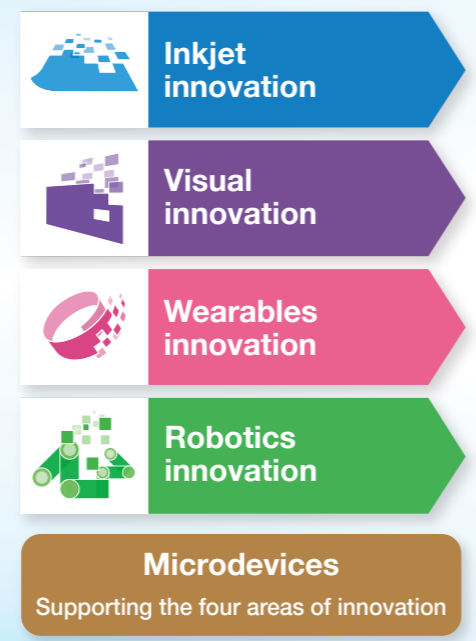 Inkjet
innovation
Visual
innovation
Wearables
innovation
Robotics
innovation
Microdevices
Supporting the four areas of innovation